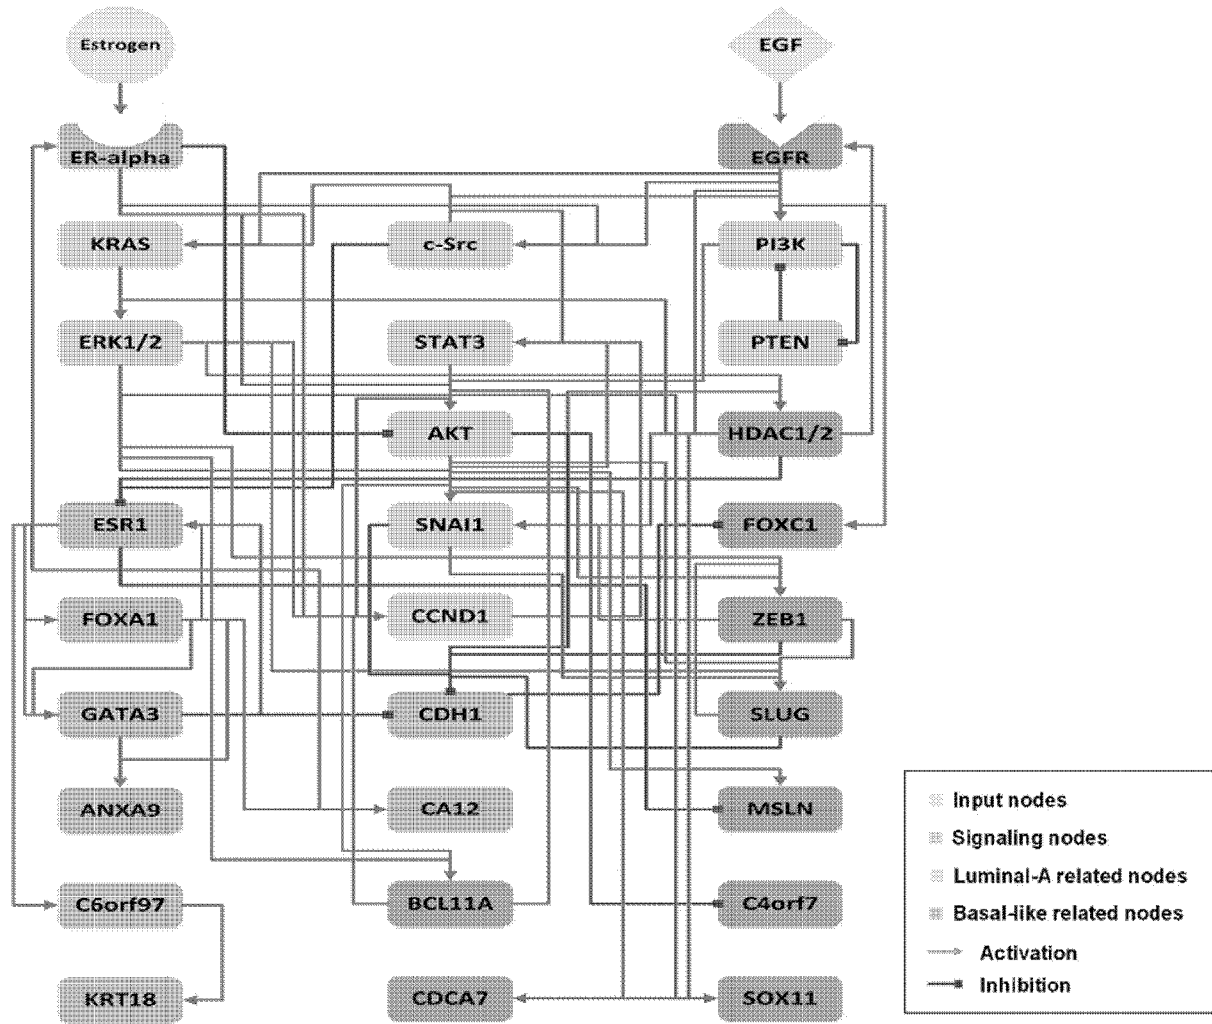 Estrogen
EGF
ER-alpha
EGFR
KRAS
c-Src
PI3K
ERK1/2
STAT3
PTEN
AKT
HDAC1/2
ESR1
SNAI1
FOXC1
FOXA1
CCND1
ZEB1
GATA3
CDH1
SLUG
ANXA9
CA12
MSLN
C6orf97
BCL11A
C4orf7
KRT18
CDCA7
SOX11
Input nodes
Signaling nodes
Luminal-A related nodes
Basal-like related nodes
Activation
Inhibition